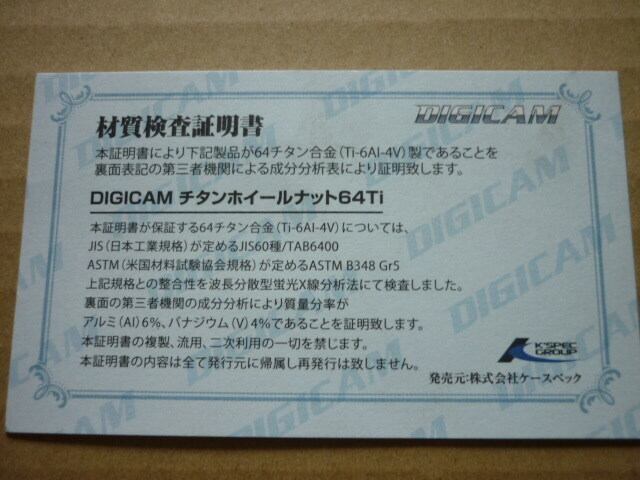 DIGICAM
材質検査証明書
本証明書により下記製品が64チタン合金(Ti-6Al-4V)製であることを
裏面表記の第三者機関による成分分析表により証明致します。
DIGICAM チタンホイールナット64Ti
本証明書が保証する64チタン合金(Ti-6Al-4V)については、
JIS(日本工業規格)が定めるJIS60種/TAB6400
ASTM(米国材料試験協会規格)が定めるASTM B348 Gr5
上記規格との整合性を波長分散型蛍光X線分析法にて検査しました。
裏面の第三者機関の成分分析により質量分率が
アルミ(Al)6%、バナジウム(V)4%であることを証明致します。
本証明書の複製、流用、二次利用の一切を禁じます。
本証明書の内容は全て発行元に帰属し再発行は致しません。
K'SPEC
GROUP
発売元:株式会社ケースペック